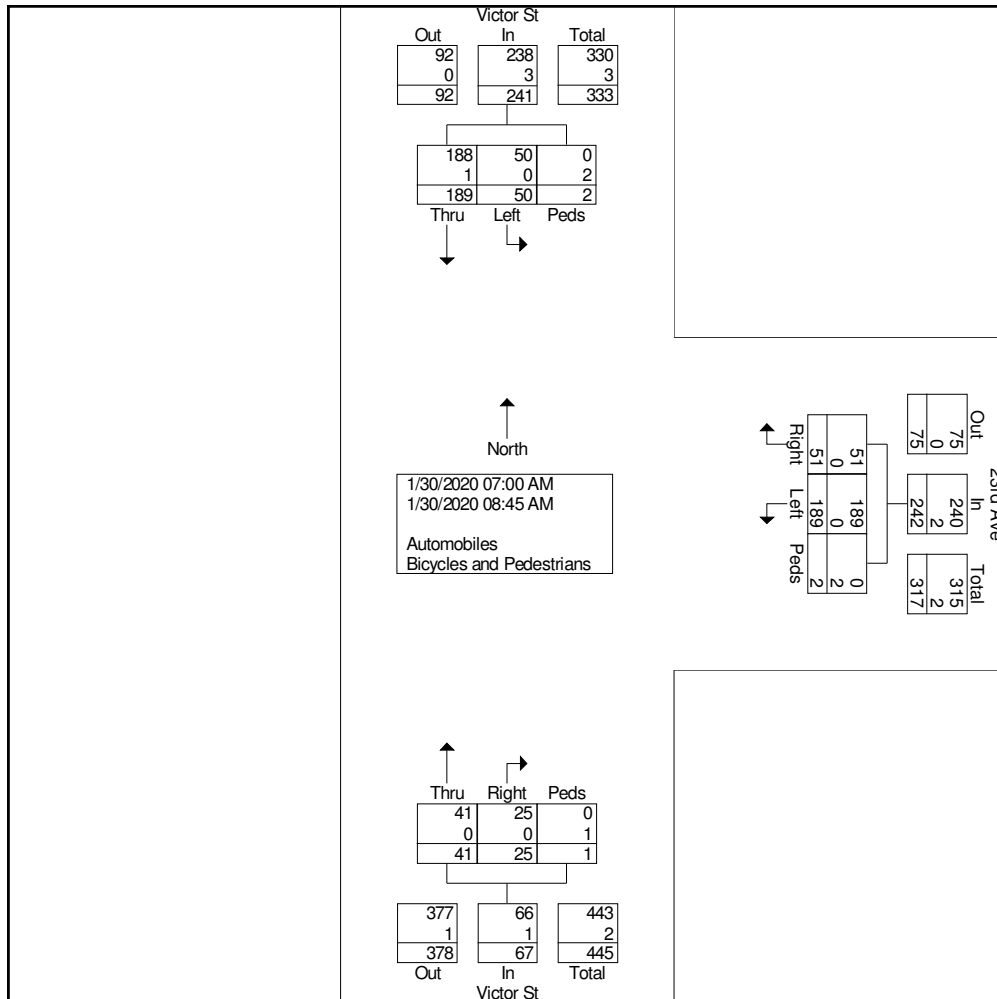 Victor St
Out In Total
92 238 330
0 3 3
92 241 333
188 50 0
1 0 2
189 50 2
Thru Left Peds
North
1/30/2020 07:00 AM
1/30/2020 08:45 AM
Automobiles
Bicycles and Pedestrians
23rd Ave
Out In Total
75 240 315
0 2 2
75 242 317
51 189 0
0 0 2
51 189 2
Right Left Peds
Thru Right Peds
41 25 0
0 0 1
41 25 1
377 66 443
1 1 2
378 67 445
Out In Total
Victor St